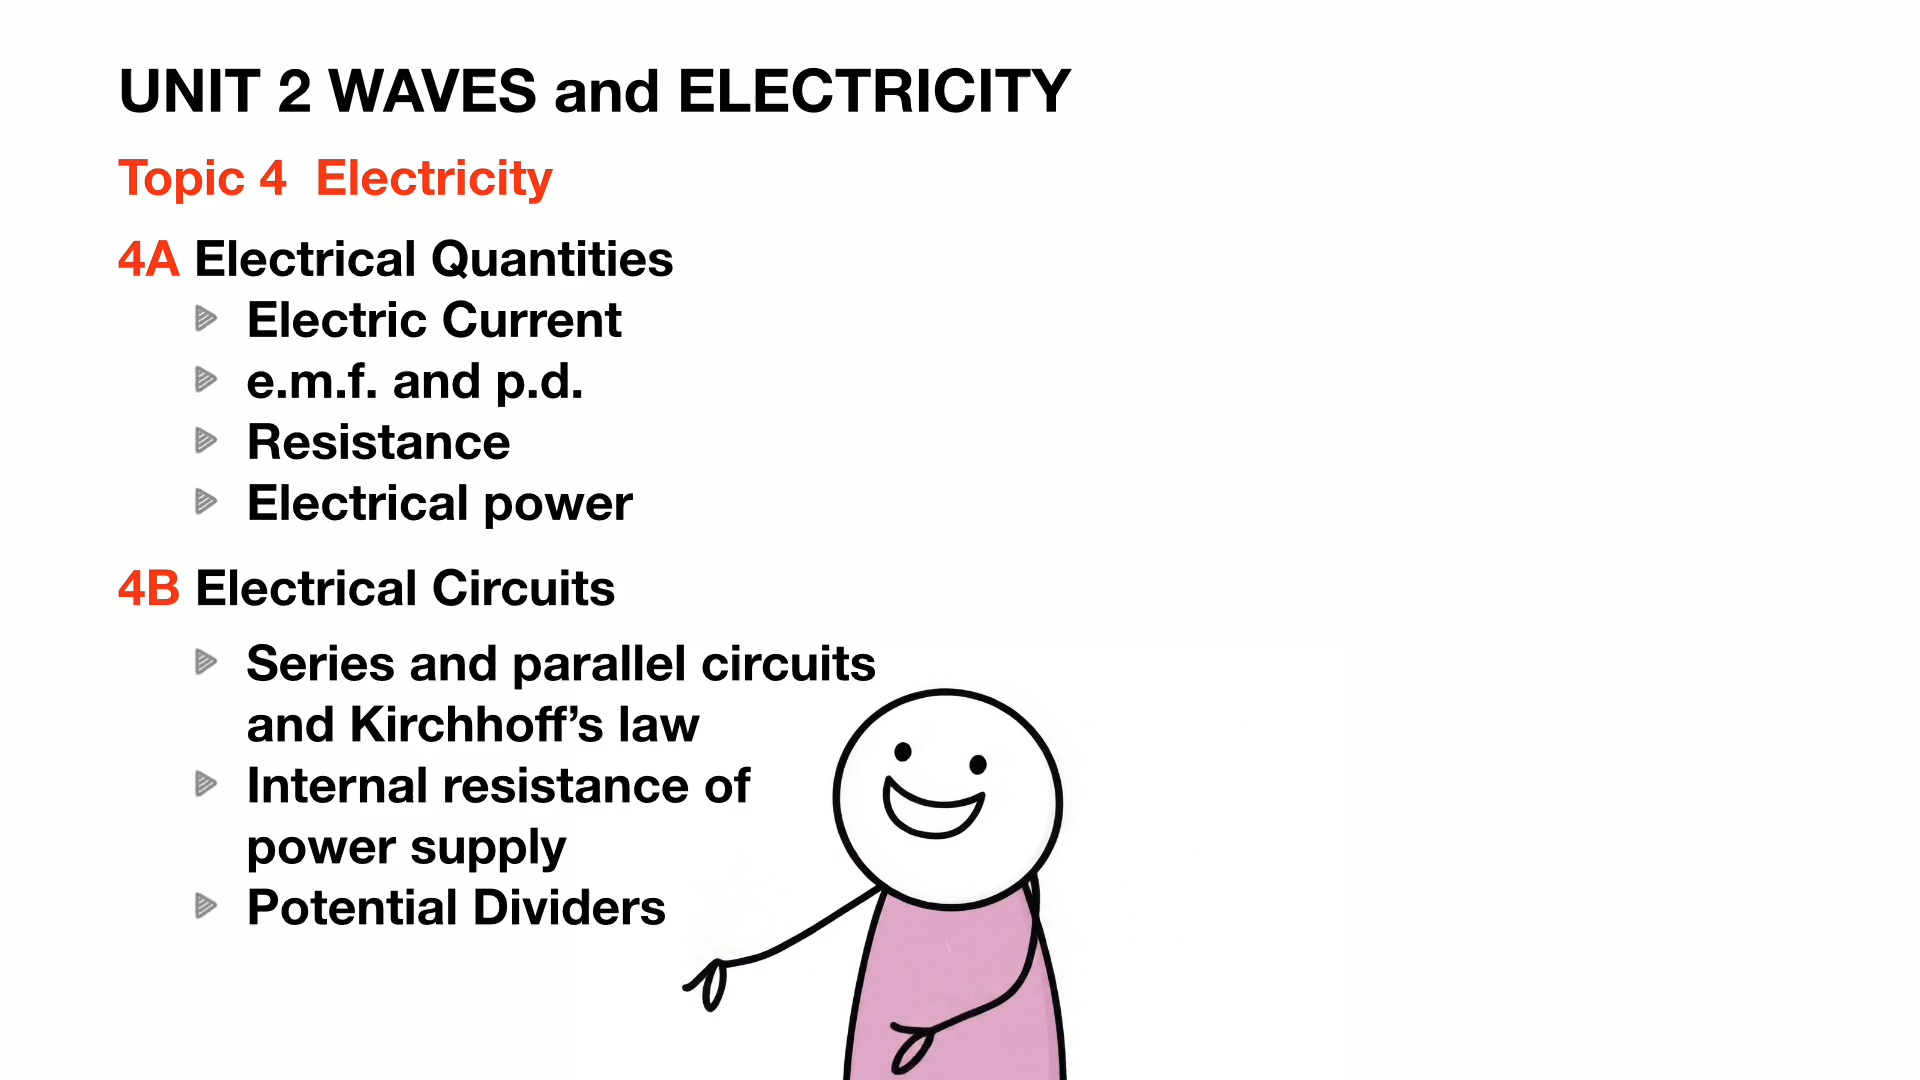 UNIT 2 WAVES and ELECTRICITY
Topic 4 Electricity
4A Electrical Quantities
Electric Current
e.m.f. and p.d.
Resistance
Electrical power
4B Electrical Circuits
Series and parallel circuits
and Kirchhoff’s law
Internal resistance of
power supply
Potential Dividers